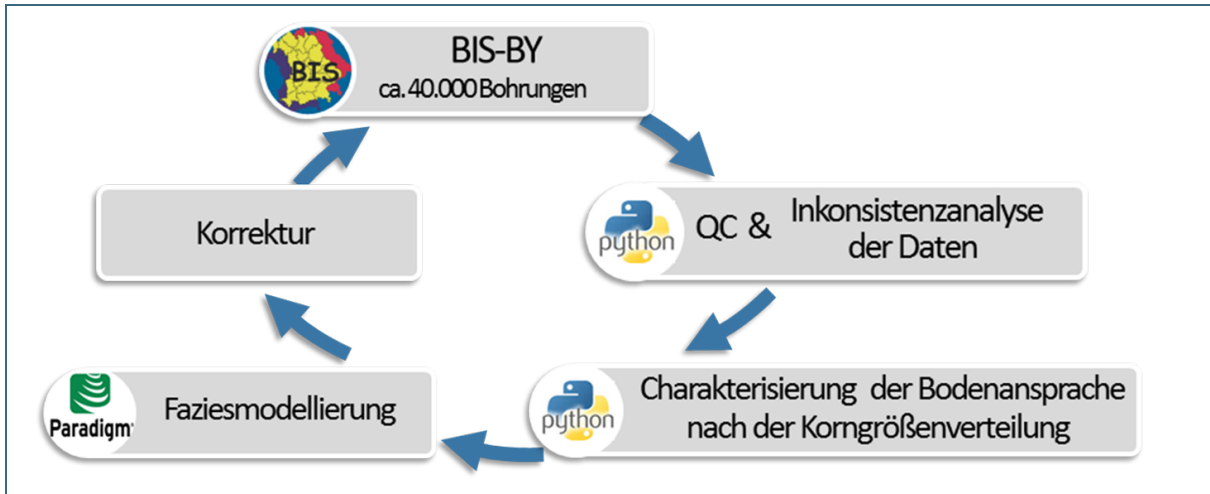 BIS
BIS-BY
ca. 40.000 Bohrungen
python
QC & Inkonsistenzanalyse
der Daten
python
Charakterisierung der Bodenansprache
nach der Korngrößenverteilung
Paradigm®
Faziesmodellierung
Korrektur